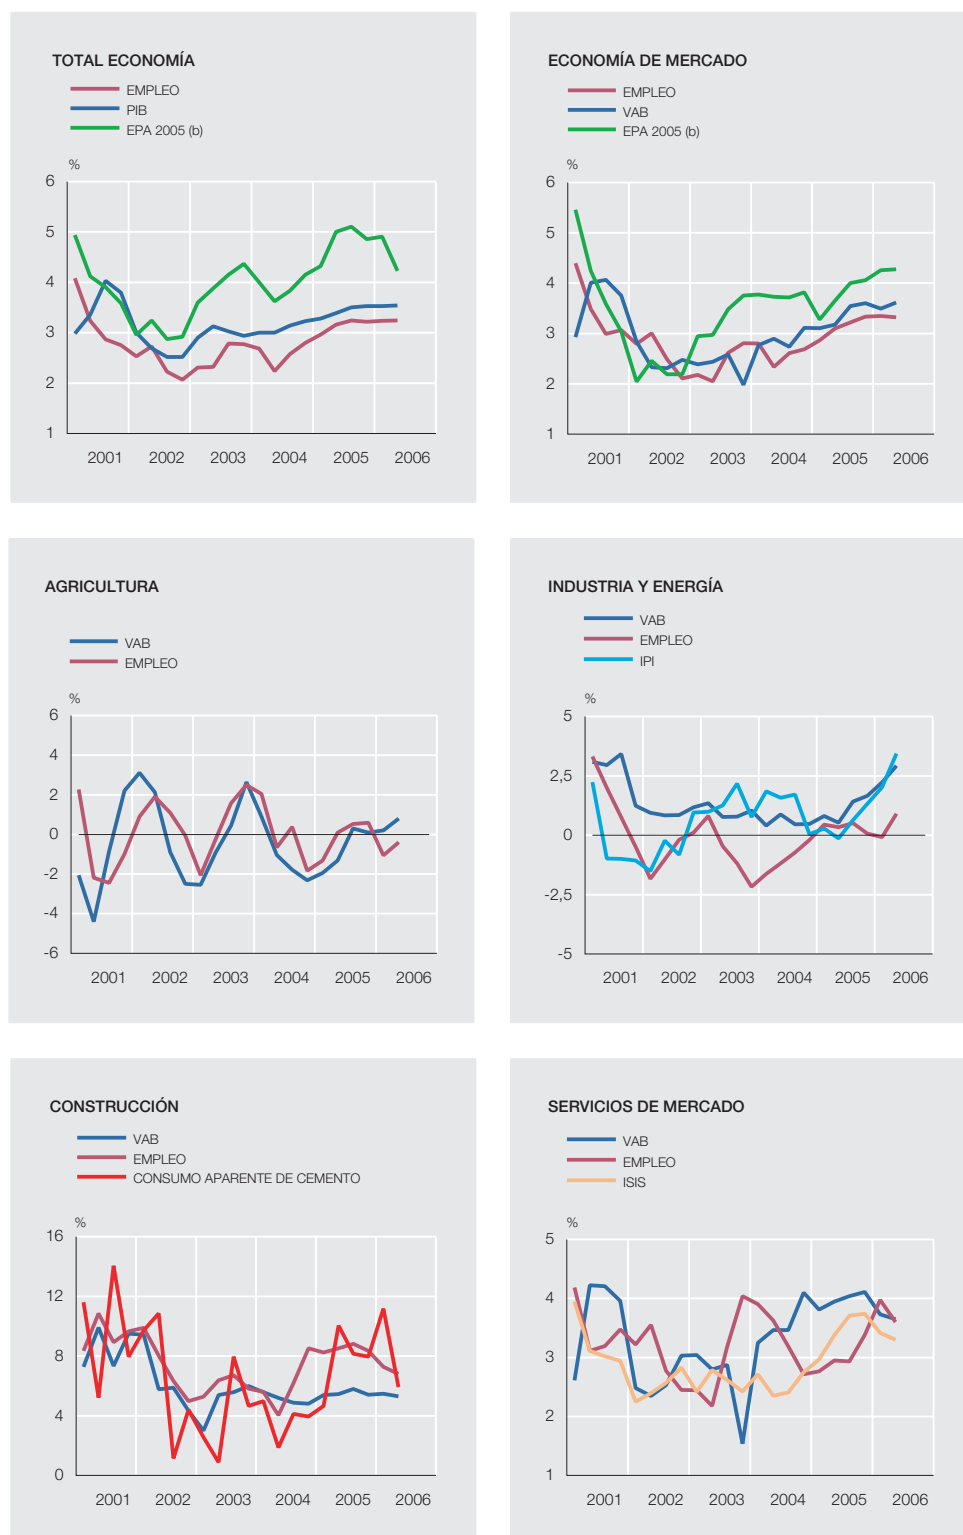 TOTAL ECONOMÍA
EMPLEO
PIB
EPA 2005 (b)
%
6
5
4
3
2
1
2001 2002 2003 2004 2005 2006
ECONOMÍA DE MERCADO
EMPLEO
VAB
EPA 2005 (b)
%
6
5
4
3
2
1
2001 2002 2003 2004 2005 2006
AGRICULTURA
VAB
EMPLEO
%
6
4
2
0
-2
-4
-6
2001 2002 2003 2004 2005 2006
INDUSTRIA Y ENERGÍA
VAB
EMPLEO
IPI
%
5
2,5
0
-2,5
-5
2001 2002 2003 2004 2005 2006
CONSTRUCCIÓN
VAB
EMPLEO
CONSUMO APARENTE DE CEMENTO
%
16
12
8
4
0
2001 2002 2003 2004 2005 2006
SERVICIOS DE MERCADO
VAB
EMPLEO
ISIS
%
5
4
3
2
1
2001 2002 2003 2004 2005 2006